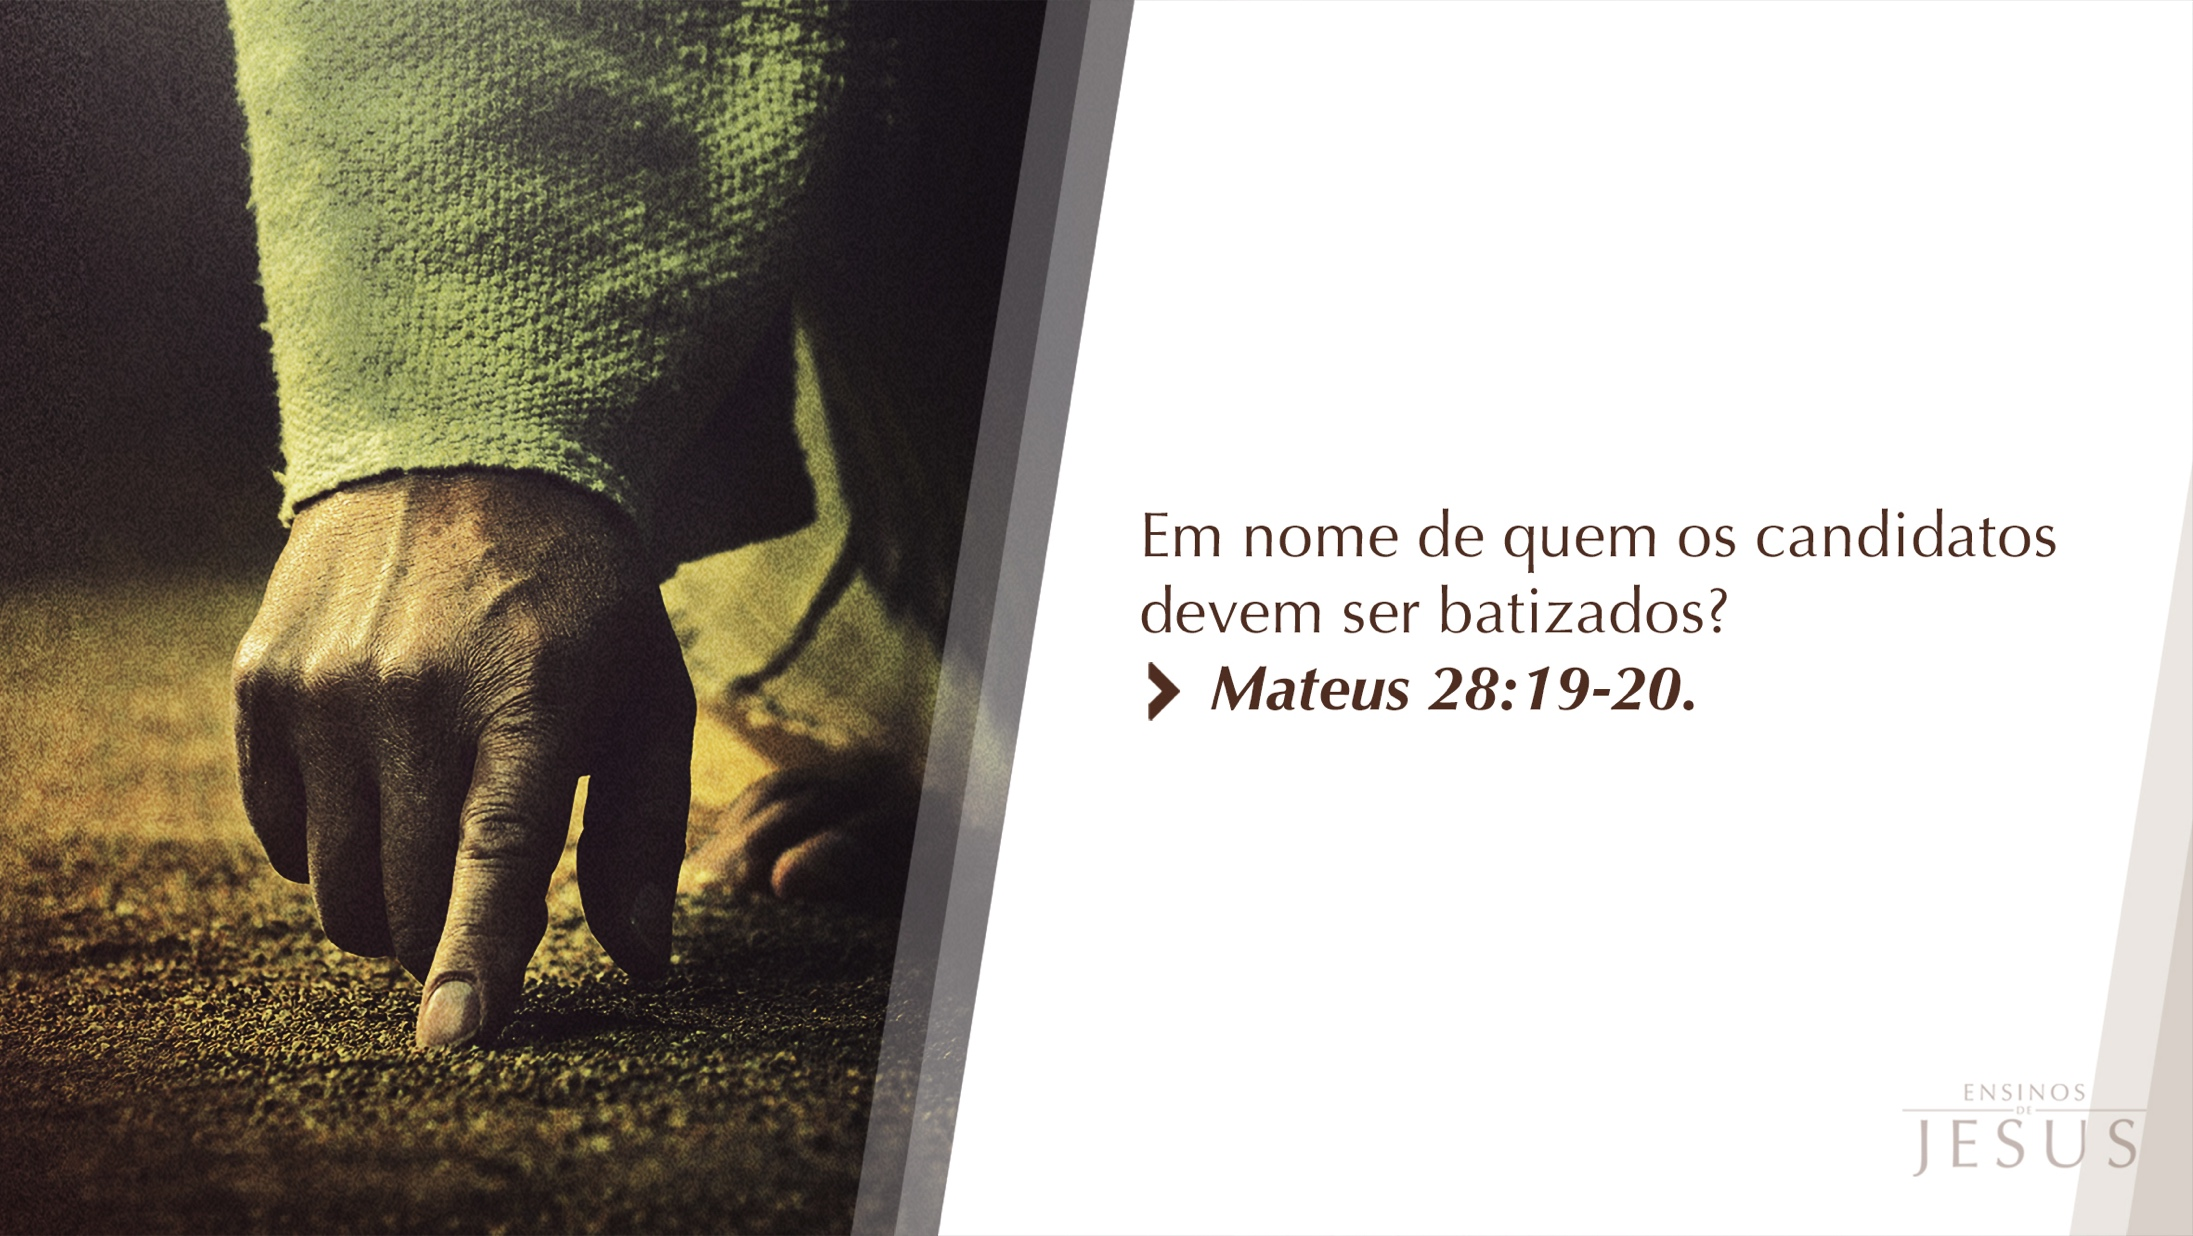 Em nome de quem os candidatos
devem ser batizados?
Mateus 28:19-20.
ENSINOS
DE
JESUS